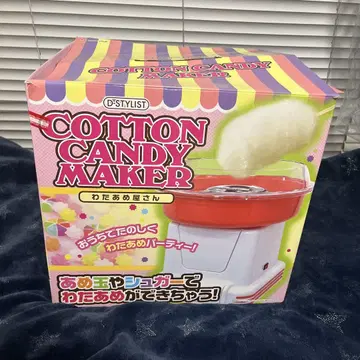 COTTON CANDY
MAKER
D-STYLIST
COTTON
CANDY
MAKER
わたあめ屋さん
おうちでたのしく
わたあめパーティー!
あめ玉やシュガーで
わたあめができちゃう!